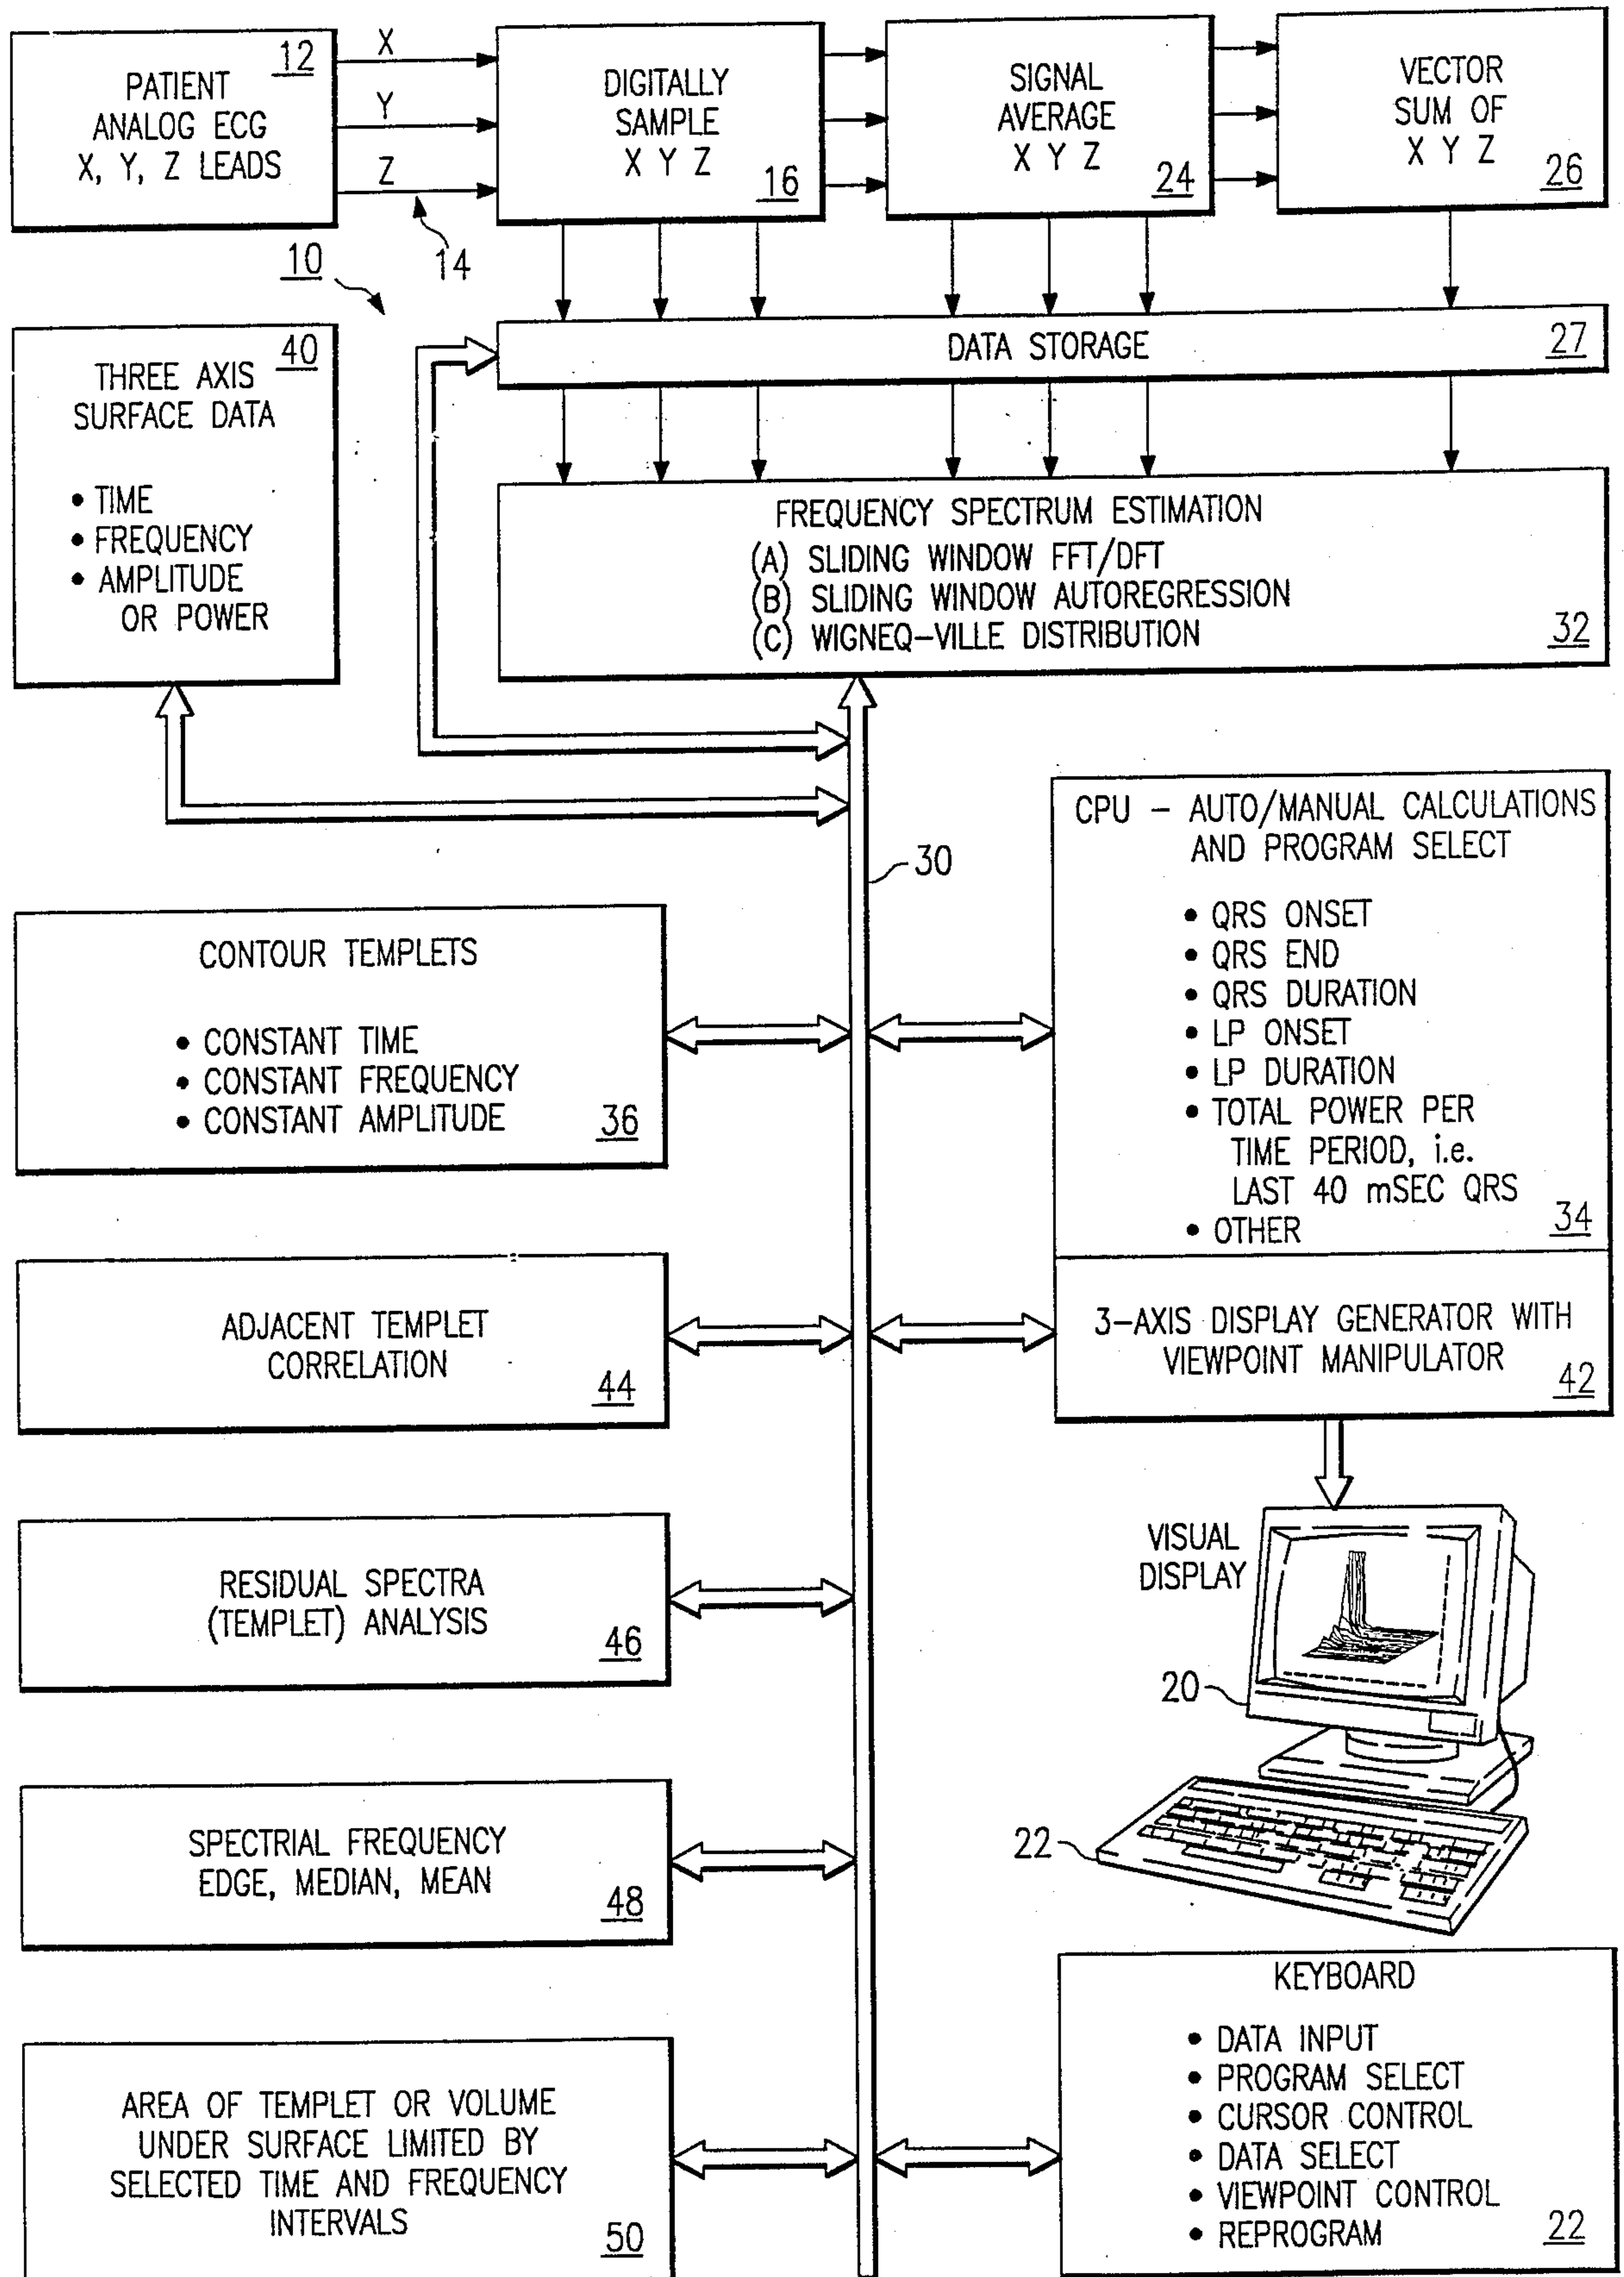 12
PATIENT
ANALOG ECG
X, Y, Z LEADS
X
Y
Z
14
10
DIGITALLY
SAMPLE
X Y Z
16
SIGNAL
AVERAGE
X Y Z
24
VECTOR
SUM OF
X Y Z
26
DATA STORAGE
27
40
THREE AXIS
SURFACE DATA
• TIME
• FREQUENCY
• AMPLITUDE
OR POWER
FREQUENCY SPECTRUM ESTIMATION
(A) SLIDING WINDOW FFT/DFT
(B) SLIDING WINDOW AUTOREGRESSION
(C) WIGNEQ-VILLE DISTRIBUTION
32
30
CPU - AUTO/MANUAL CALCULATIONS
AND PROGRAM SELECT
• QRS ONSET
• QRS END
• QRS DURATION
• LP ONSET
• LP DURATION
• TOTAL POWER PER
TIME PERIOD, i.e.
LAST 40 mSEC QRS
• OTHER
34
CONTOUR TEMPLETS
• CONSTANT TIME
• CONSTANT FREQUENCY
• CONSTANT AMPLITUDE
36
ADJACENT TEMPLET
CORRELATION
44
3-AXIS DISPLAY GENERATOR WITH
VIEWPOINT MANIPULATOR
42
RESIDUAL SPECTRA
(TEMPLET) ANALYSIS
46
VISUAL
DISPLAY
20
22
SPECTRIAL FREQUENCY
EDGE, MEDIAN, MEAN
48
AREA OF TEMPLET OR VOLUME
UNDER SURFACE LIMITED BY
SELECTED TIME AND FREQUENCY
INTERVALS
50
KEYBOARD
• DATA INPUT
• PROGRAM SELECT
• CURSOR CONTROL
• DATA SELECT
• VIEWPOINT CONTROL
• REPROGRAM
22